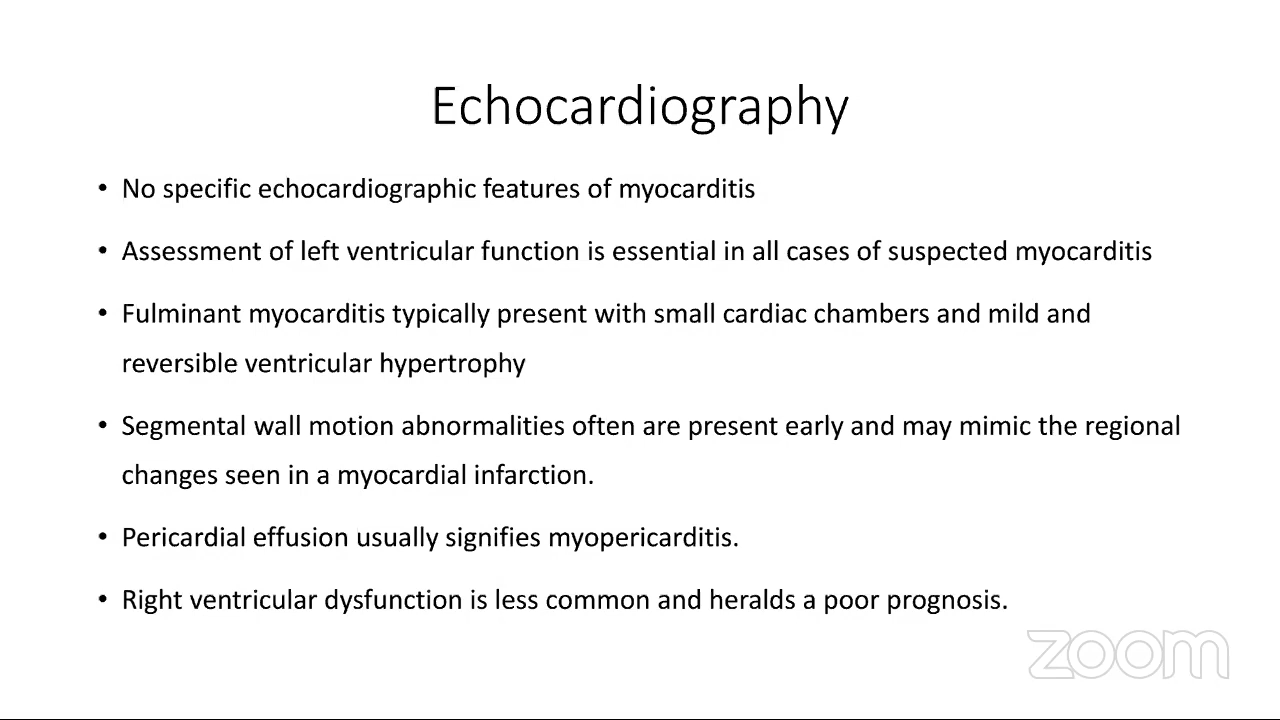 Echocardiography
• No specific echocardiographic features of myocarditis
• Assessment of left ventricular function is essential in all cases of suspected myocarditis
• Fulminant myocarditis typically present with small cardiac chambers and mild and
reversible ventricular hypertrophy
• Segmental wall motion abnormalities often are present early and may mimic the regional
changes seen in a myocardial infarction.
• Pericardial effusion usually signifies myopericarditis.
• Right ventricular dysfunction is less common and heralds a poor prognosis.
zoom